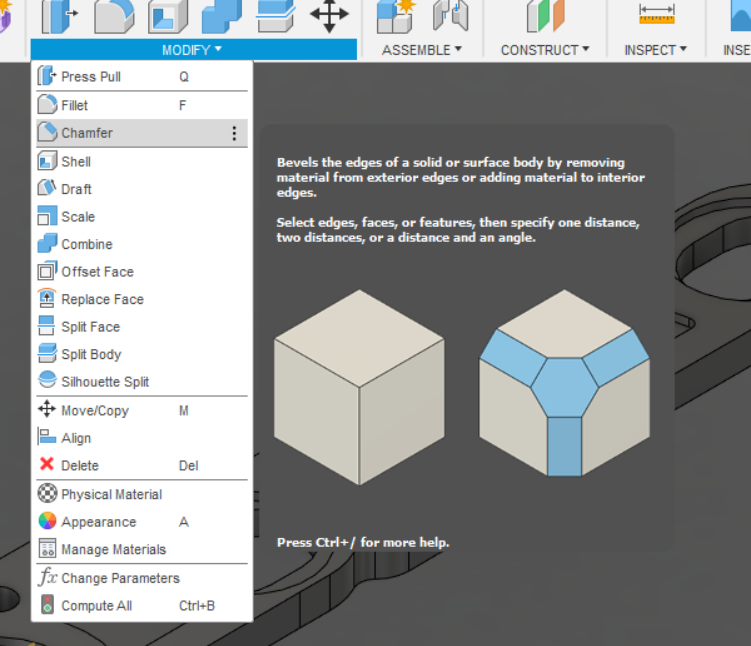 MODIFY ASSEMBLE CONSTRUCT INSPECT INSE
Press Pull Q
Fillet F
Chamfer
Shell
Draft
Scale
Combine
Offset Face
Replace Face
Split Face
Split Body
Silhouette Split
Move/Copy M
Align
Delete Del
Physical Material
Appearance A
Manage Materials
fx Change Parameters
Compute All Ctrl+B
Bevels the edges of a solid or surface body by removing
material from exterior edges or adding material to interior
edges.
Select edges, faces, or features, then specify one distance,
two distances, or a distance and an angle.
Press Ctrl+/ for more help.